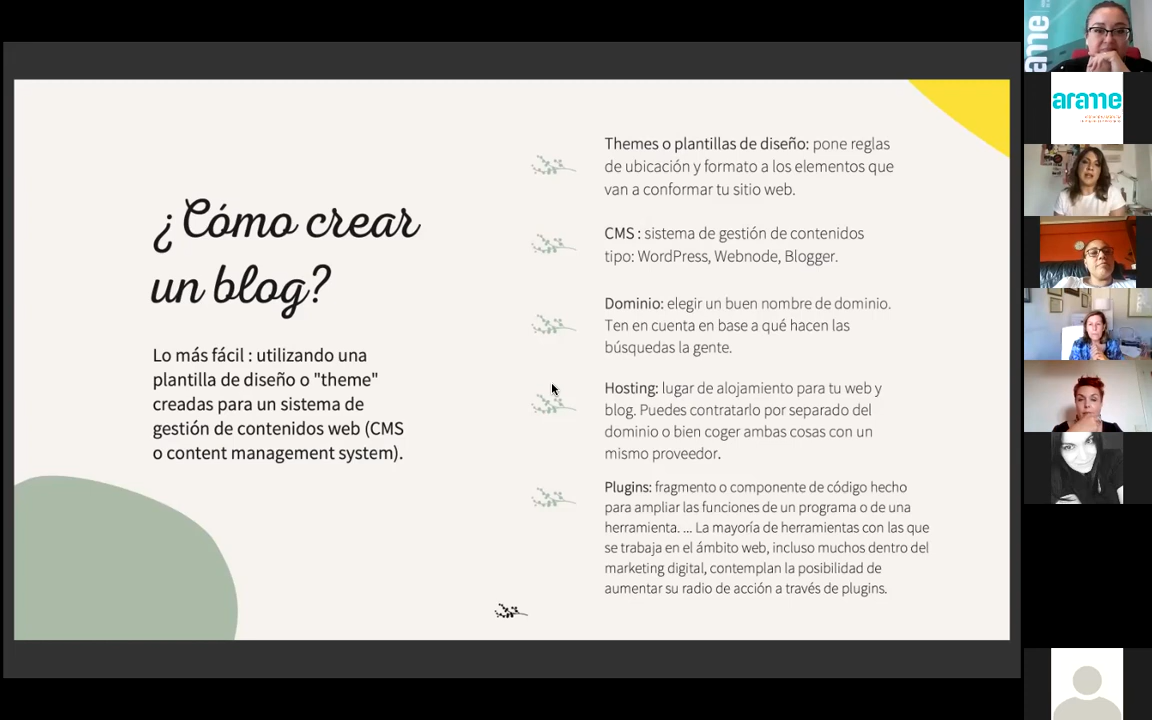 ¿Cómo crear
un blog?
Lo más fácil : utilizando una
plantilla de diseño o "theme"
creadas para un sistema de
gestión de contenidos web (CMS
o content management system).
Themes o plantillas de diseño: pone reglas
de ubicación y formato a los elementos que
van a conformar tu sitio web.
CMS : sistema de gestión de contenidos
tipo: WordPress, Webnode, Blogger.
Dominio: elegir un buen nombre de dominio.
Ten en cuenta en base a qué hacen las
búsquedas la gente.
Hosting: lugar de alojamiento para tu web y
blog. Puedes contratarlo por separado del
dominio o bien coger ambas cosas con un
mismo proveedor.
Plugins: fragmento o componente de código hecho
para ampliar las funciones de un programa o de una
herramienta. ... La mayoría de herramientas con las que
se trabaja en el ámbito web, incluso muchos dentro del
marketing digital, contemplan la posibilidad de
aumentar su radio de acción a través de plugins.
ame
arame